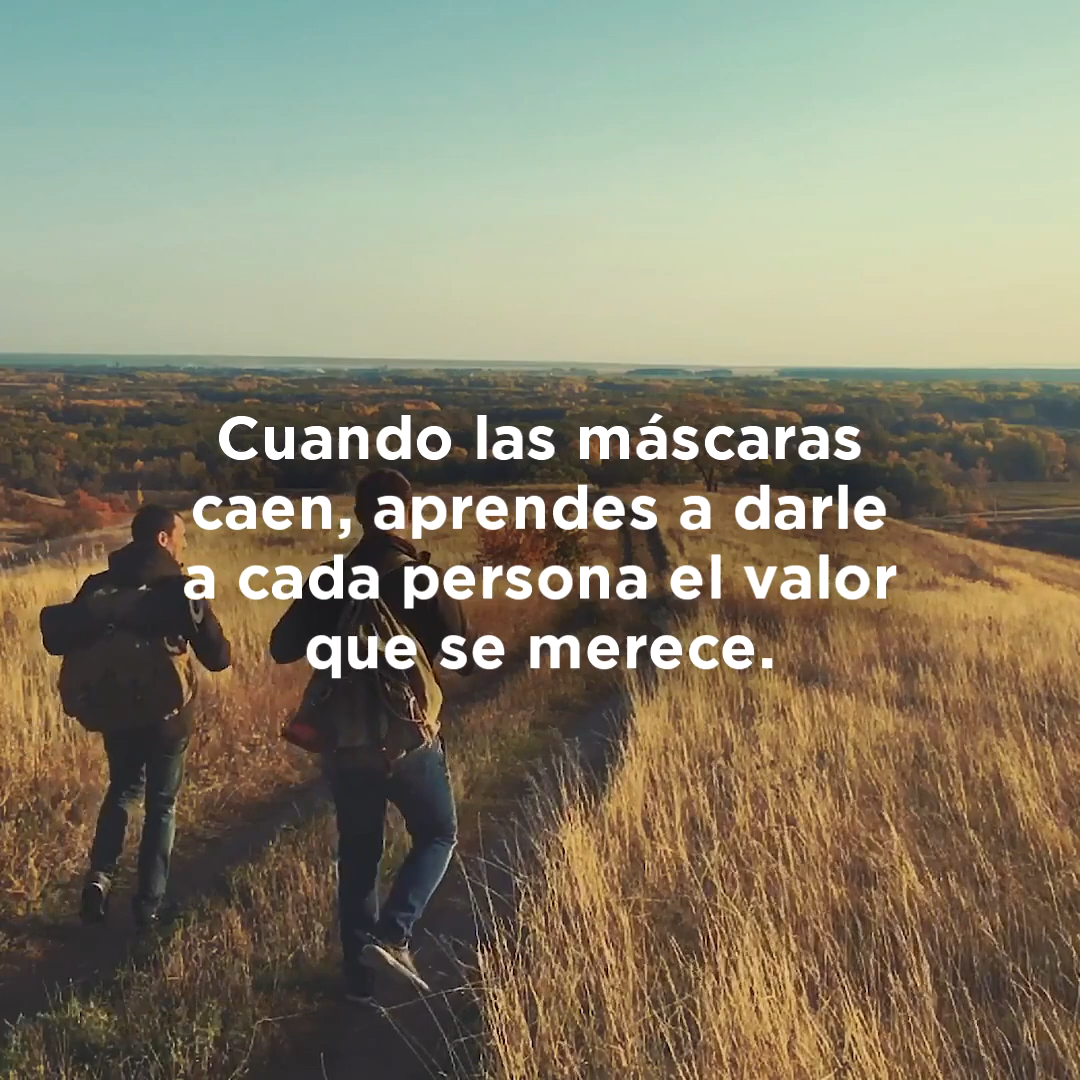 Cuando las máscaras
caen, aprendes a darle
a cada persona el valor
que se merece.